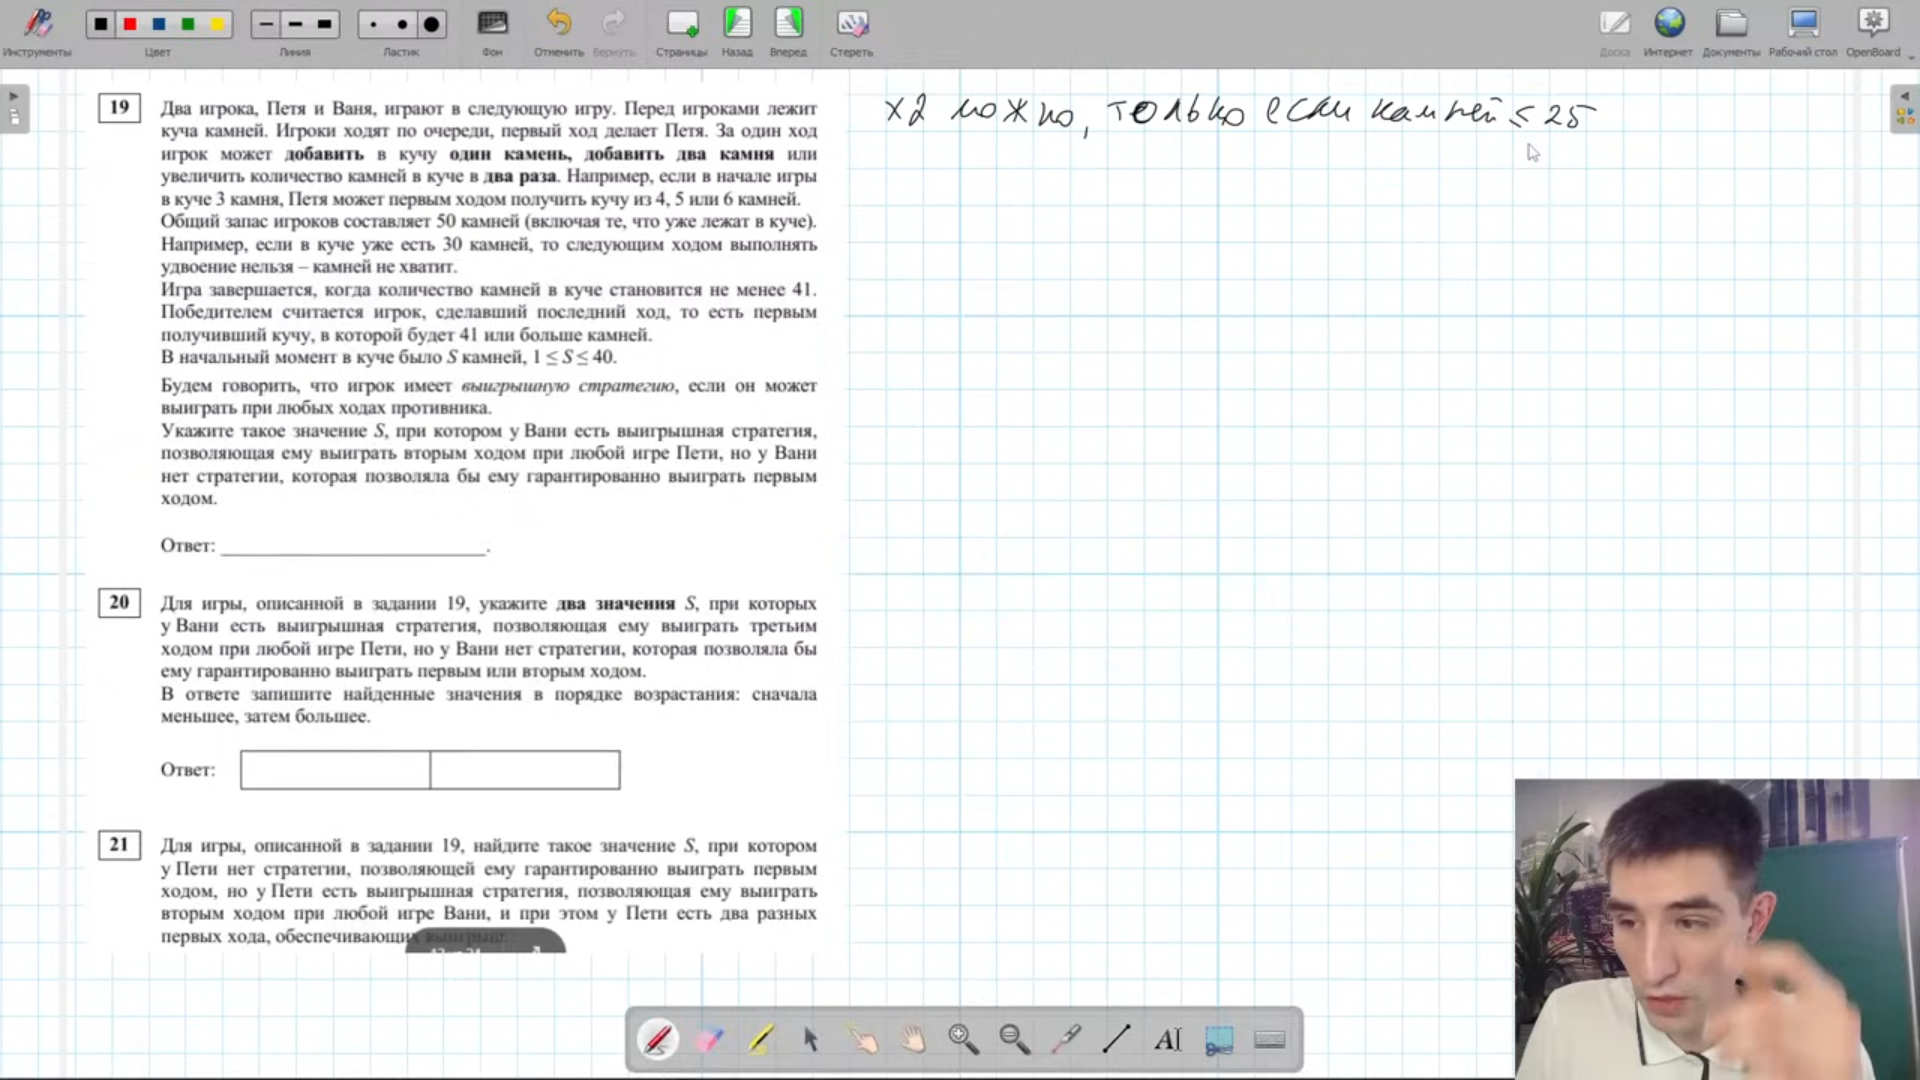 Инструменты
Цвет
Линия
Ластик
Фон
Отменить
Вернуть
Страницы
Назад
Вперед
Стереть
Доска
Интернет
Документы
Рабочий стол
OpenBoard
19
Два игрока, Петя и Ваня, играют в следующую игру. Перед игроками лежит
куча камней. Игроки ходят по очереди, первый ход делает Петя. За один ход
игрок может добавить в кучу один камень, добавить два камня или
увеличить количество камней в куче в два раза. Например, если в начале игры
в куче 3 камня, Петя может первым ходом получить кучу из 4, 5 или 6 камней.
Общий запас игроков составляет 50 камней (включая те, что уже лежат в куче).
Например, если в куче уже есть 30 камней, то следующим ходом выполнять
удвоение нельзя – камней не хватит.
Игра завершается, когда количество камней в куче становится не менее 41.
Победителем считается игрок, сделавший последний ход, то есть первым
получивший кучу, в которой будет 41 или больше камней.
В начальный момент в куче было S камней, 1 ≤ S ≤ 40.
Будем говорить, что игрок имеет выигрышную стратегию, если он может
выиграть при любых ходах противника.
Укажите такое значение S, при котором у Вани есть выигрышная стратегия,
позволяющая ему выиграть вторым ходом при любой игре Пети, но у Вани
нет стратегии, которая позволяла бы ему гарантированно выиграть первым
ходом.
Ответ: ____________________.
20
Для игры, описанной в задании 19, укажите два значения S, при которых
у Вани есть выигрышная стратегия, позволяющая ему выиграть третьим
ходом при любой игре Пети, но у Вани нет стратегии, которая позволяла бы
ему гарантированно выиграть первым или вторым ходом.
В ответе запишите найденные значения в порядке возрастания: сначала
меньшее, затем большее.
Ответ:
21
Для игры, описанной в задании 19, найдите такое значение S, при котором
у Пети нет стратегии, позволяющей ему гарантированно выиграть первым
ходом, но у Пети есть выигрышная стратегия, позволяющая ему выиграть
вторым ходом при любой игре Вани, и при этом у Пети есть два разных
первых хода, обеспечивающих выигрыш.
x2 можно, только если камней ≤ 25